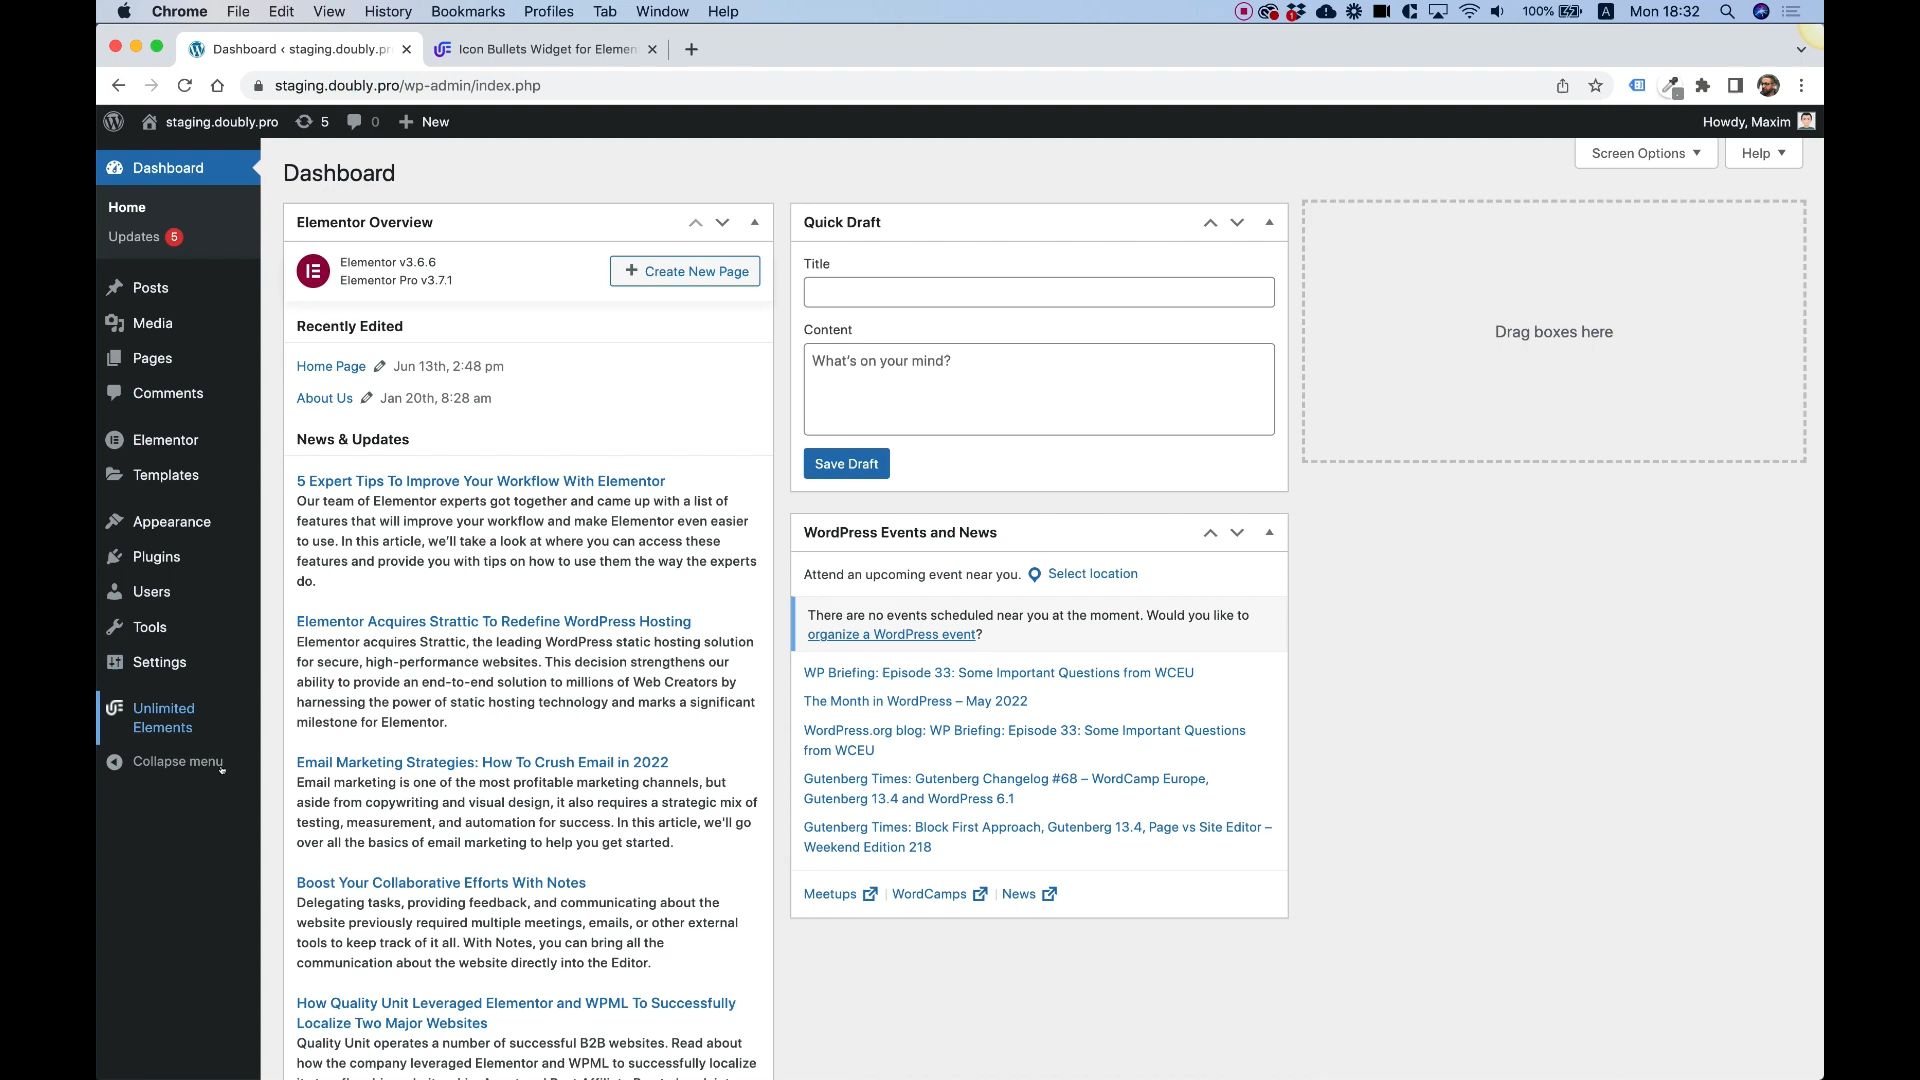 Chrome File Edit View History Bookmarks Profiles Tab Window Help 100% A Mon 18:32
Dashboard ‹ staging.doubly.pr Icon Bullets Widget for Elemen
staging.doubly.pro/wp-admin/index.php
staging.doubly.pro 5 0 New Howdy, Maxim
Screen Options Help
Dashboard
Home
Updates 5
Posts
Media
Pages
Comments
Elementor
Templates
Appearance
Plugins
Users
Tools
Settings
Unlimited
Elements
Collapse menu
Dashboard
Elementor Overview
Elementor v3.6.6
Elementor Pro v3.7.1
Create New Page
Recently Edited
Home Page Jun 13th, 2:48 pm
About Us Jan 20th, 8:28 am
News & Updates
5 Expert Tips To Improve Your Workflow With Elementor
Our team of Elementor experts got together and came up with a list of
features that will improve your workflow and make Elementor even easier
to use. In this article, we'll take a look at where you can access these
features and provide you with tips on how to use them the way the experts
do.
Elementor Acquires Strattic To Redefine WordPress Hosting
Elementor acquires Strattic, the leading WordPress static hosting solution
for secure, high-performance websites. This decision strengthens our
ability to provide an end-to-end solution to millions of Web Creators by
harnessing the power of static hosting technology and marks a significant
milestone for Elementor.
Email Marketing Strategies: How To Crush Email in 2022
Email marketing is one of the most profitable marketing channels, but
aside from copywriting and visual design, it also requires a strategic mix of
testing, measurement, and automation for success. In this article, we'll go
over all the basics of email marketing to help you get started.
Boost Your Collaborative Efforts With Notes
Delegating tasks, providing feedback, and communicating about the
website previously required multiple meetings, emails, or other external
tools to keep track of it all. With Notes, you can bring all the
communication about the website directly into the Editor.
How Quality Unit Leveraged Elementor and WPML To Successfully
Localize Two Major Websites
Quality Unit operates a number of successful B2B websites. Read about
how the company leveraged Elementor and WPML to successfully localize
Quick Draft
Title
Content
What's on your mind?
Save Draft
WordPress Events and News
Attend an upcoming event near you. Select location
There are no events scheduled near you at the moment. Would you like to
organize a WordPress event?
WP Briefing: Episode 33: Some Important Questions from WCEU
The Month in WordPress – May 2022
WordPress.org blog: WP Briefing: Episode 33: Some Important Questions
from WCEU
Gutenberg Times: Gutenberg Changelog #68 – WordCamp Europe,
Gutenberg 13.4 and WordPress 6.1
Gutenberg Times: Block First Approach, Gutenberg 13.4, Page vs Site Editor –
Weekend Edition 218
Meetups | WordCamps | News
Drag boxes here